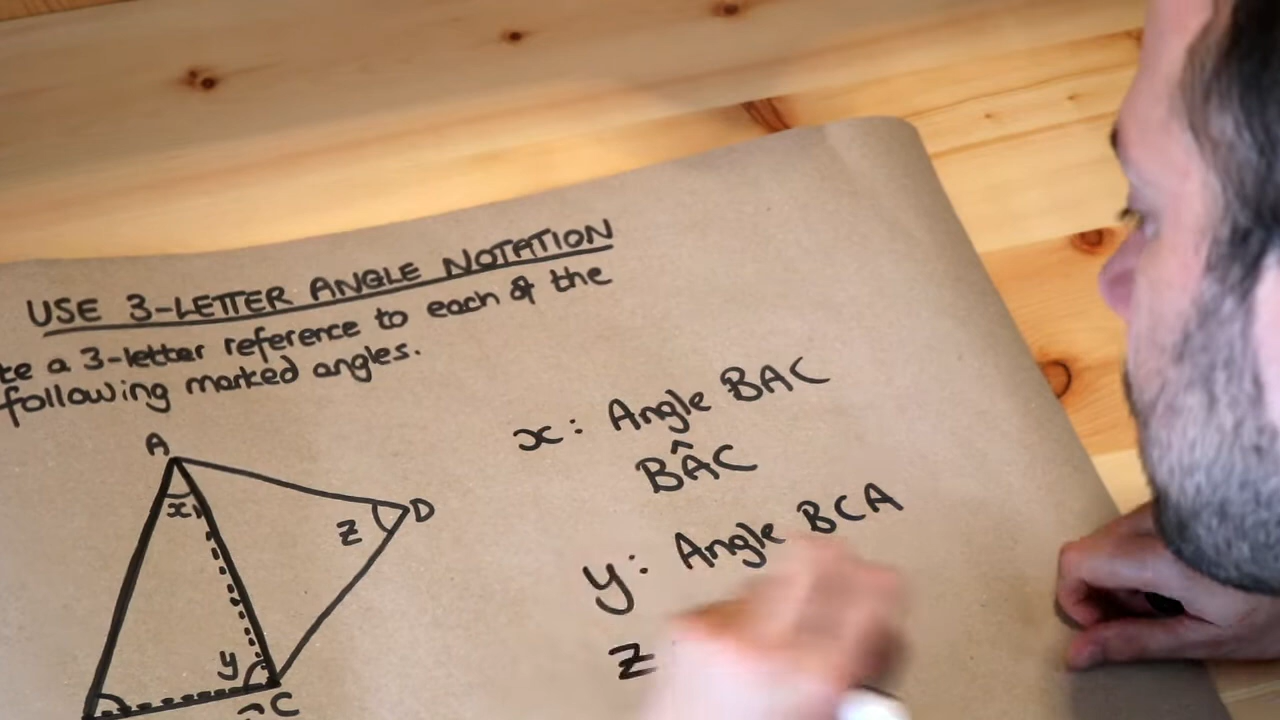 USE 3-LETTER ANGLE NOTATION
te a 3-letter reference to each of the
following marked angles.
A
x
D
z
y
C
x: Angle BAC
BÂC
y: Angle BCA
z